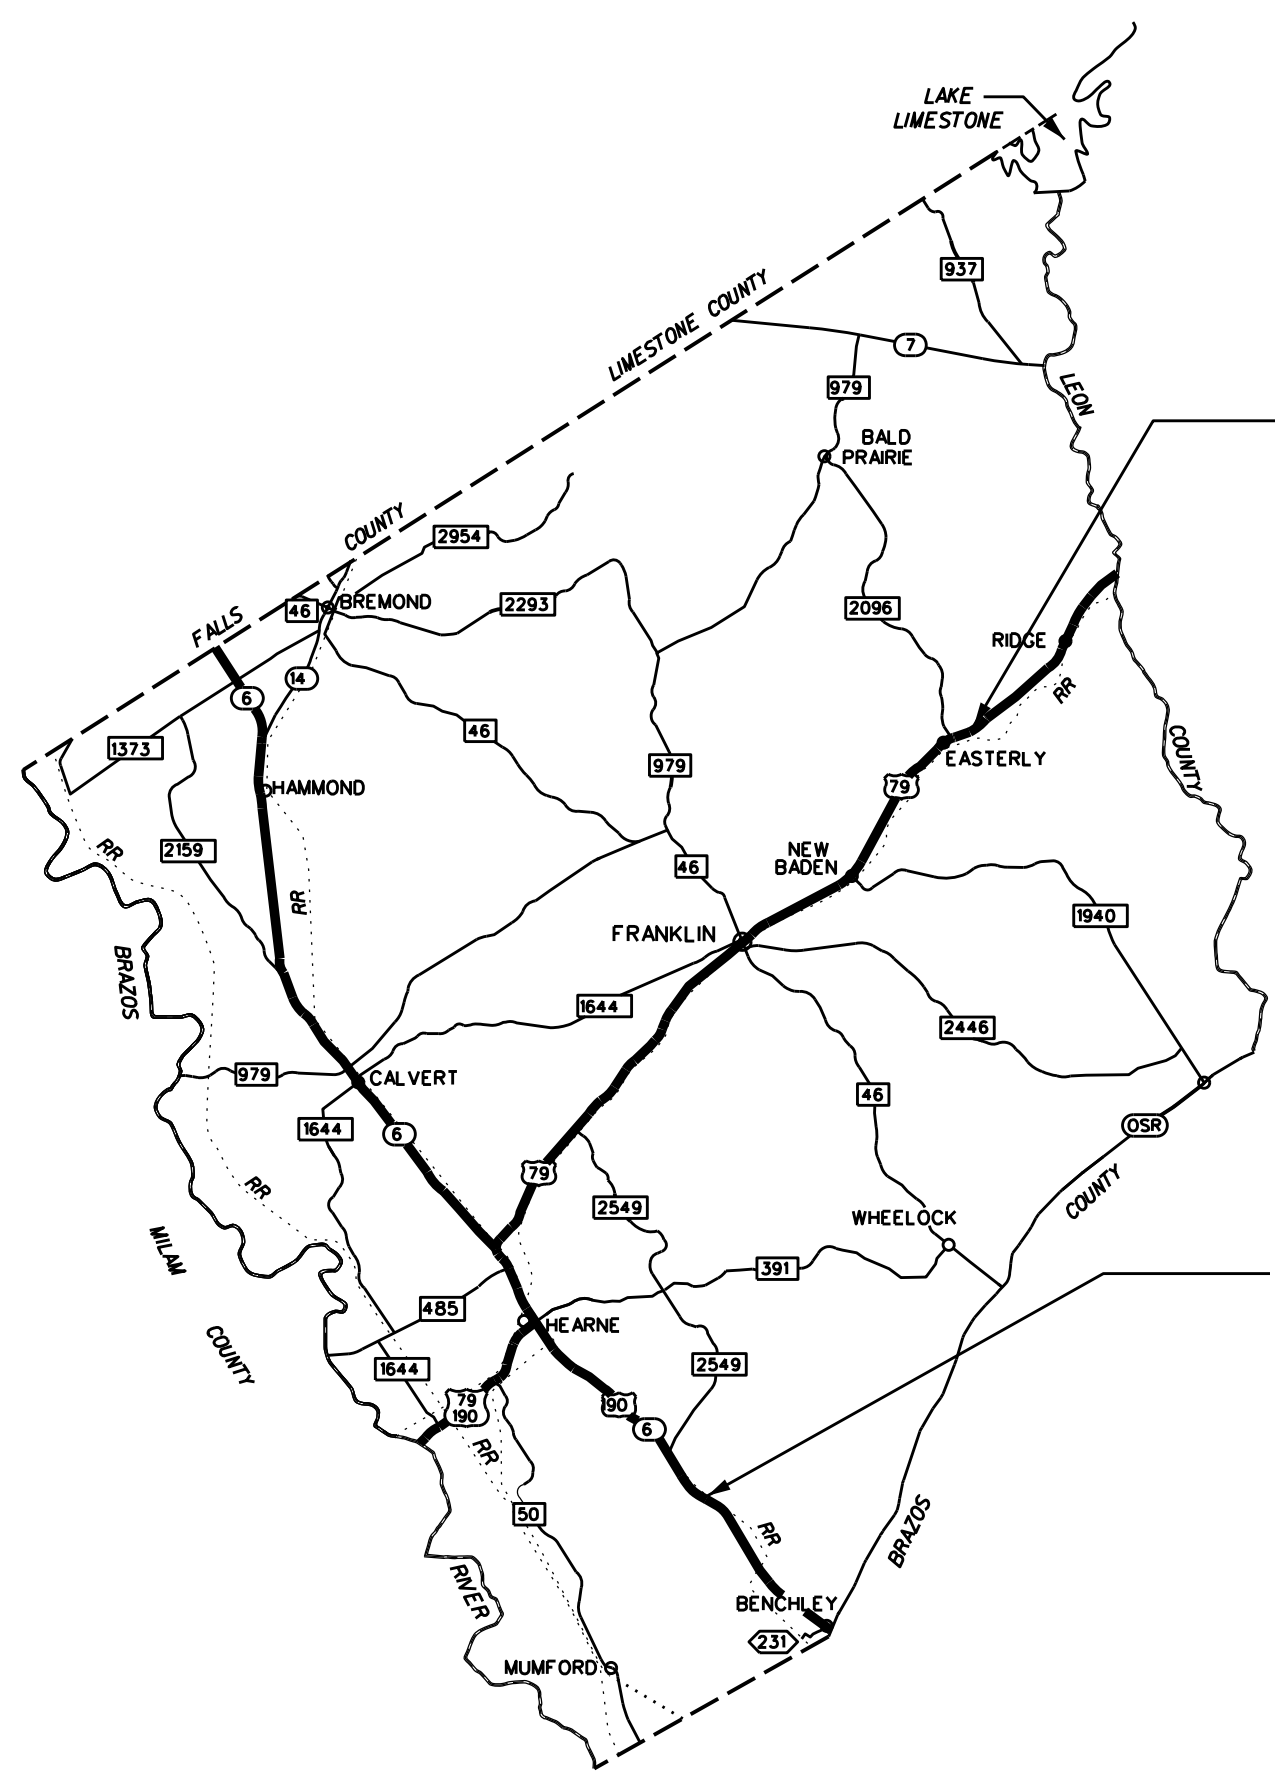 LAKE
LIMESTONE
937
LIMESTONE COUNTY
7
979
LEON
BALD
PRAIRIE
COUNTY
2954
46
BREMOND
2293
2096
FALLS
RIDGE
14
RR
6
46
1373
COUNTY
979
EASTERLY
79
HAMMOND
RR
2159
NEW
BADEN
46
RR
1940
FRANKLIN
BRAZOS
1644
2446
979
CALVERT
46
1644
6
OSR
79
RR
COUNTY
2549
WHEELOCK
MILAM
391
485
HEARNE
COUNTY
2549
1644
79
190
90
6
RR
50
BRAZOS
RR
RIVER
BENCHLEY
231
MUMFORD